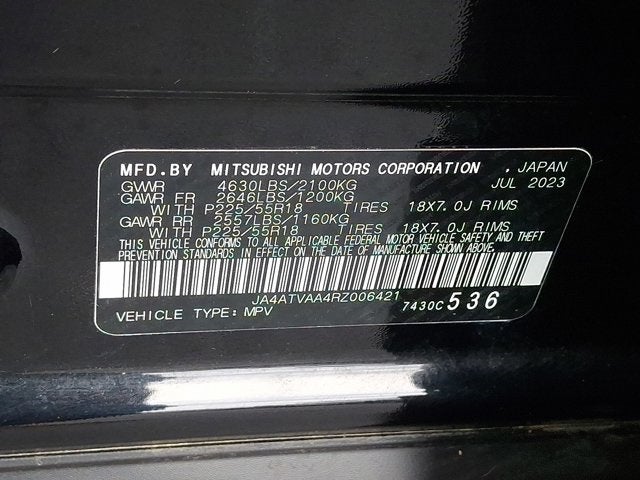 MFD.BY MITSUBISHI MOTORS CORPORATION , JAPAN
GVWR 4630LBS/2100KG JUL 2023
GAWR FR 2646LBS/1200KG
WITH P225/55R18 TIRES 18X7.0J RIMS
GAWR RR 2557LBS/1160KG
WITH P225/55R18 TIRES 18X7.0J RIMS
THIS VEHICLE CONFORMS TO ALL APPLICABLE FEDERAL MOTOR VEHICLE SAFETY AND THEFT
PREVENTION STANDARDS IN EFFECT ON THE DATE OF MANUFACTURE SHOWN ABOVE.
JA4ATVAA4RZ006421
VEHICLE TYPE: MPV 7430C 536